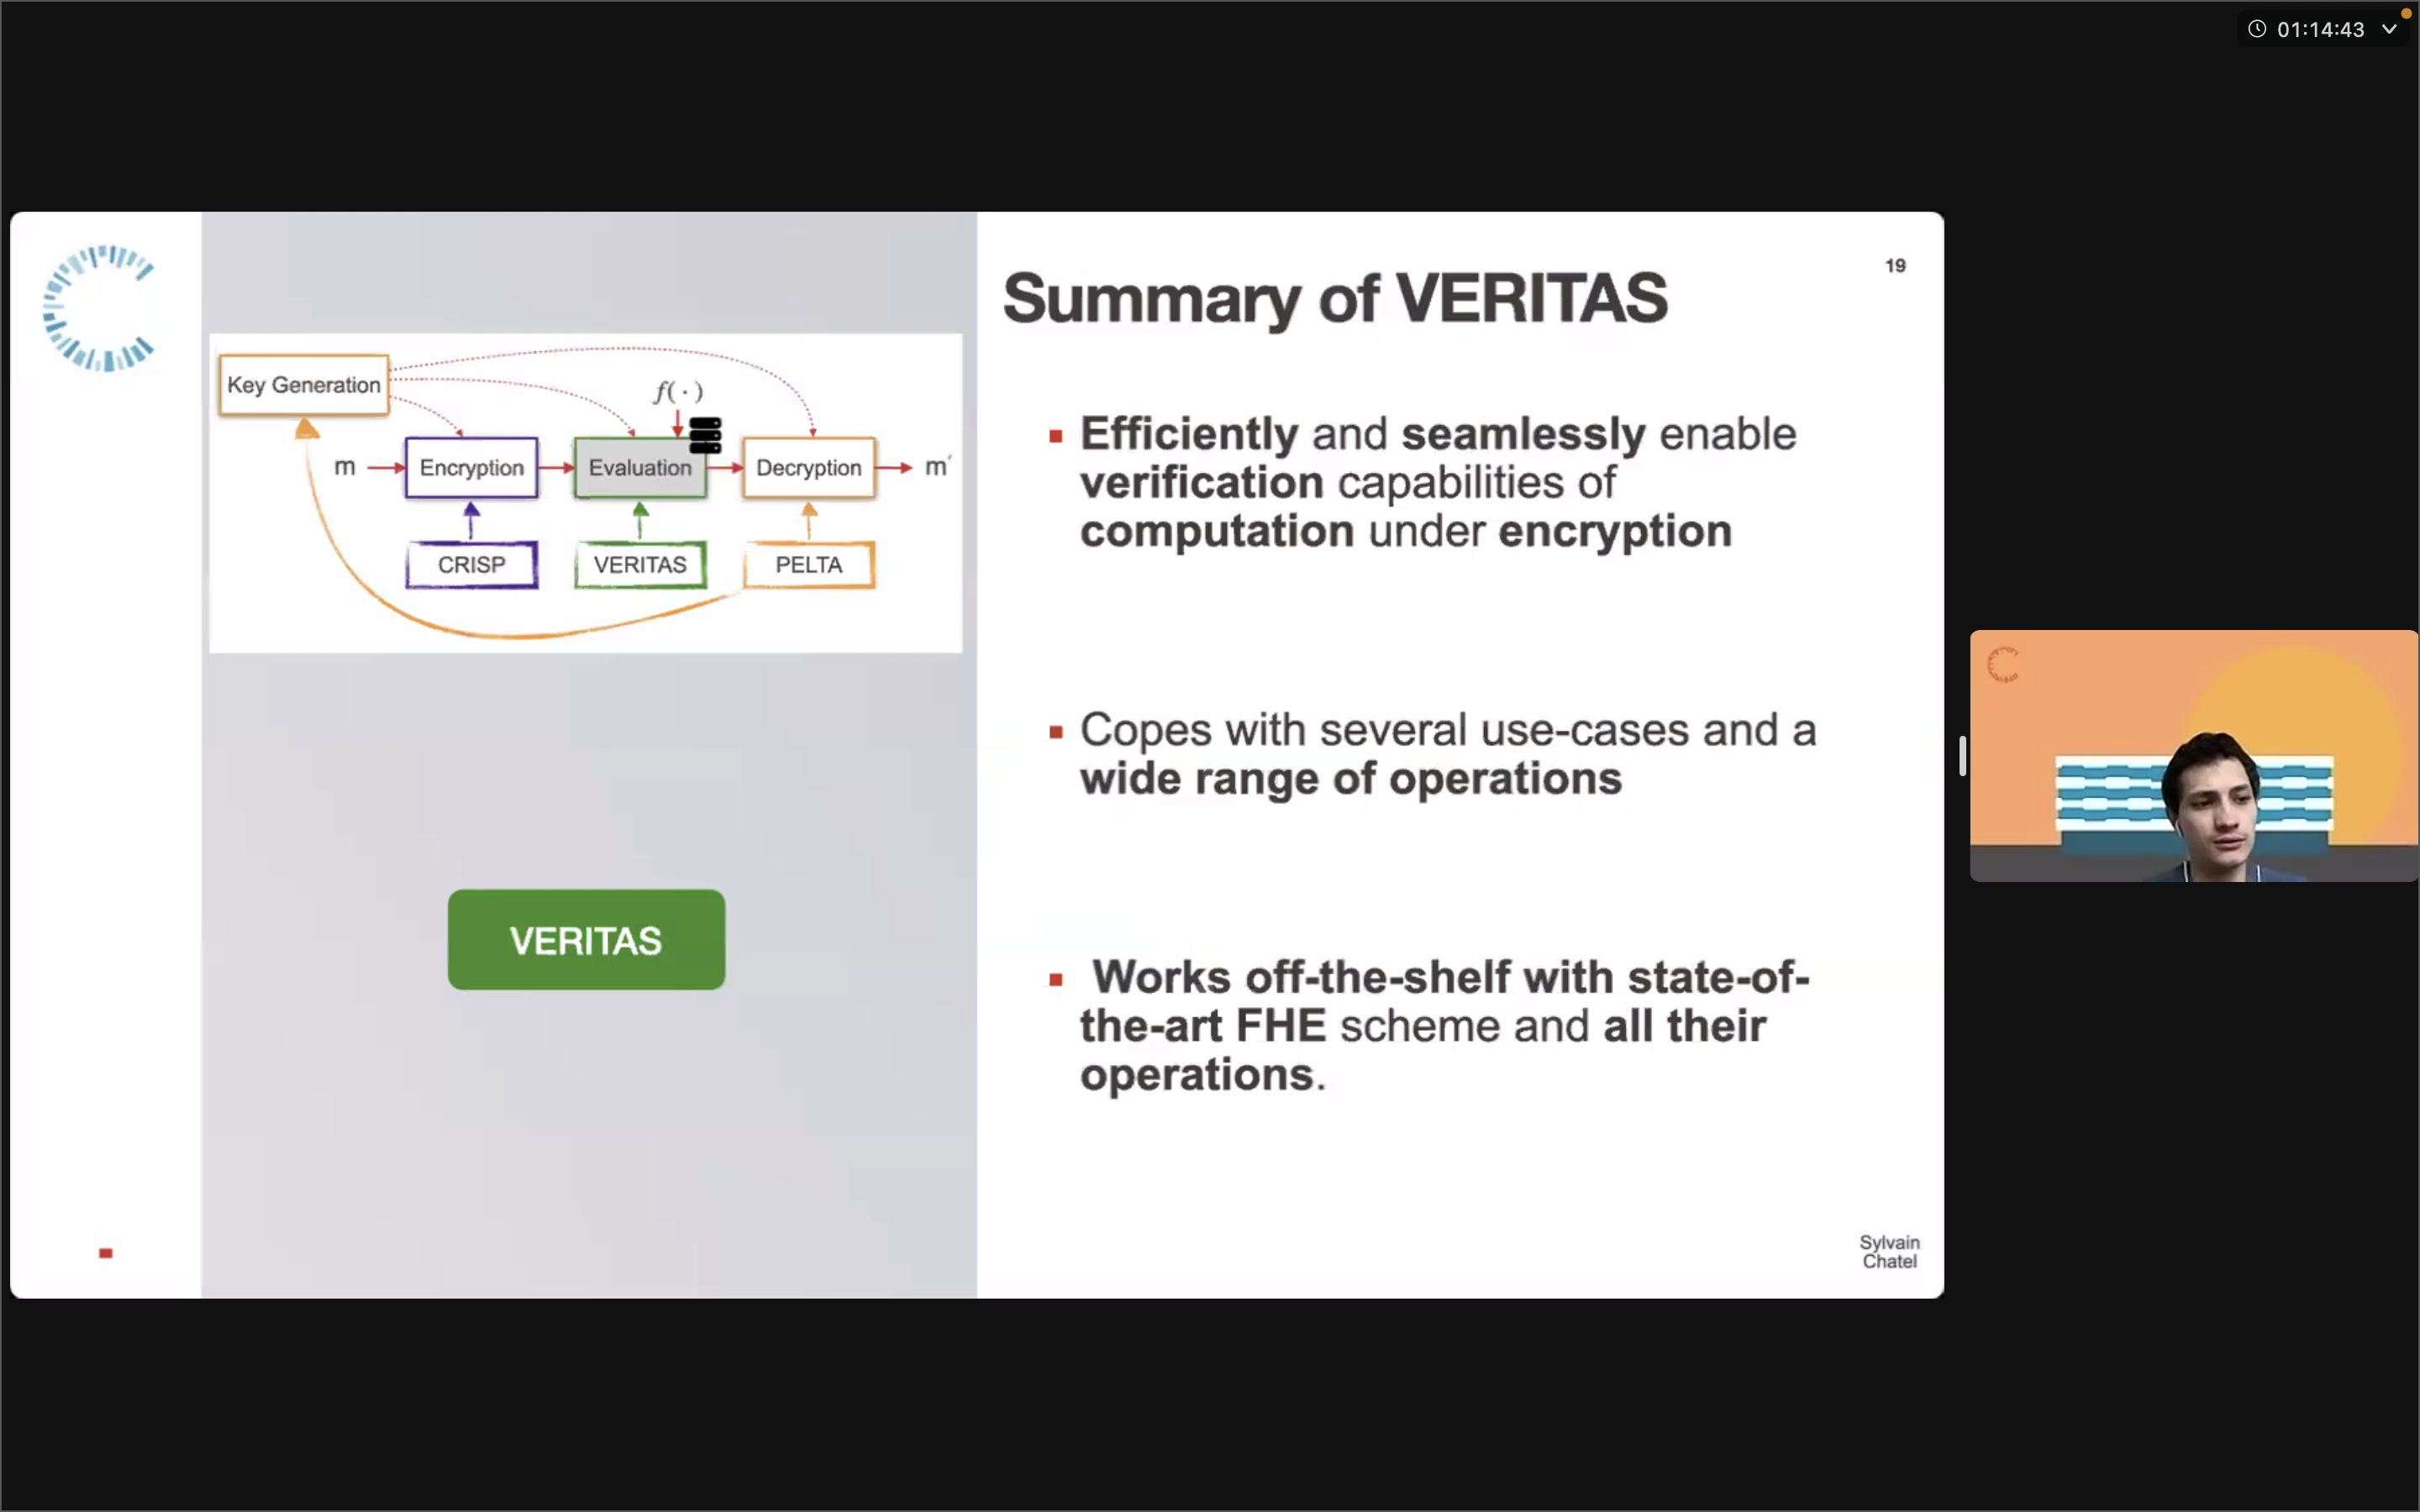 01:14:43
19
Summary of VERITAS
Key Generation
f(·)
m
Encryption
Evaluation
Decryption
m′
CRISP
VERITAS
PELTA
VERITAS
▪ Efficiently and seamlessly enable
verification capabilities of
computation under encryption
▪ Copes with several use-cases and a
wide range of operations
▪ Works off-the-shelf with state-of-
the-art FHE scheme and all their
operations.
Sylvain
Chatel